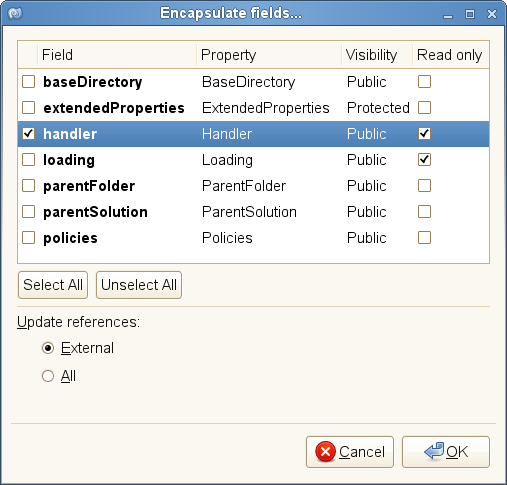 Encapsulate fields...
Field Property Visibility Read only
baseDirectory BaseDirectory Public
extendedProperties ExtendedProperties Protected
handler Handler Public
loading Loading Public
parentFolder ParentFolder Public
parentSolution ParentSolution Public
policies Policies Public
Select All Unselect All
Update references:
External
All
Cancel OK